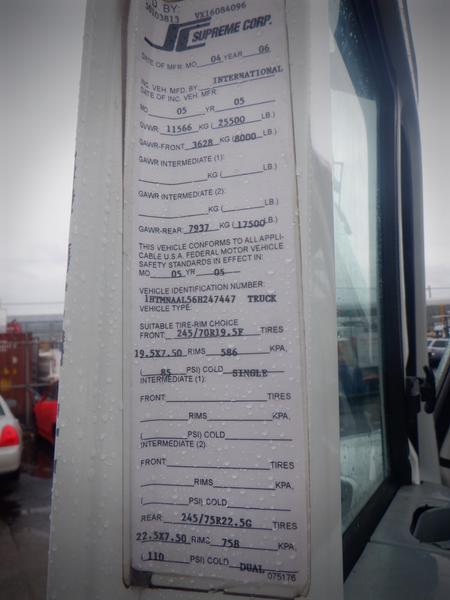 BY:
50103813 VX16084096
SUPREME CORP.
DATE OF MFR: MO. 04 YEAR 06
INC. VEH. MFD. BY: INTERNATIONAL
DATE OF INC. VEH. MFR.
MO. 05 YR. 05
GVWR: 11566 KG (25500 LB.)
GAWR-FRONT 3628 KG (8000 LB.)
GAWR INTERMEDIATE (1):
KG ( LB.)
GAWR INTERMEDIATE (2):
KG ( LB.)
GAWR-REAR: 7937 KG (17500 LB.)
THIS VEHICLE CONFORMS TO ALL APPLI-
CABLE U.S.A. FEDERAL MOTOR VEHICLE
SAFETY STANDARDS IN EFFECT IN:
MO 05 YR. 05
VEHICLE IDENTIFICATION NUMBER:
1HTMNAAL56H247447 TRUCK
VEHICLE TYPE:
SUITABLE TIRE-RIM CHOICE
FRONT: 245/70R19.5F TIRES
19.5X7.50 RIMS 586 KPA,
( 85 PSI) COLD SINGLE
INTERMEDIATE (1):
FRONT TIRES
RIMS KPA,
( PSI) COLD
INTERMEDIATE (2):
FRONT TIRES
RIMS KPA,
( PSI) COLD
REAR: 245/75R22.5G TIRES
22.5X7.50 RIMS 758 KPA,
( 110 PSI) COLD DUAL
075176